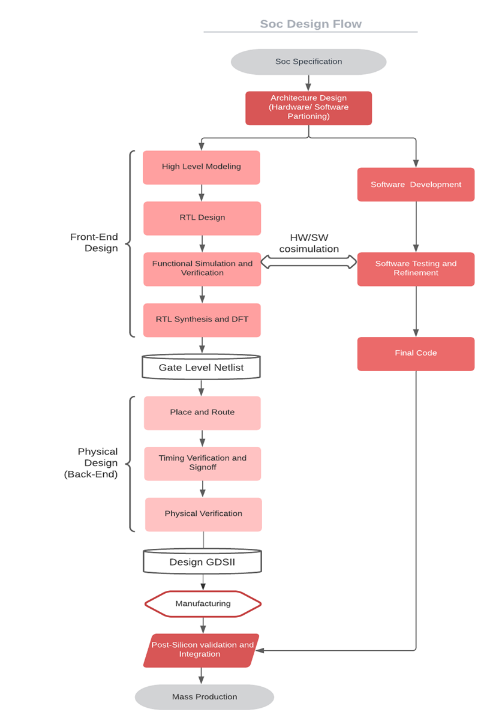 Soc Design Flow
Soc Specification
Architecture Design
(Hardware/ Software
Partioning)
High Level Modeling
Software Development
RTL Design
Front-End
Design
HW/SW
cosimulation
Functional Simulation and
Verification
Software Testing and
Refinement
RTL Synthesis and DFT
Final Code
Gate Level Netlist
Place and Route
Physical
Design
(Back-End)
Timing Verification and
Signoff
Physical Verification
Design GDSII
Manufacturing
Post-Silicon validation and
Integration
Mass Production